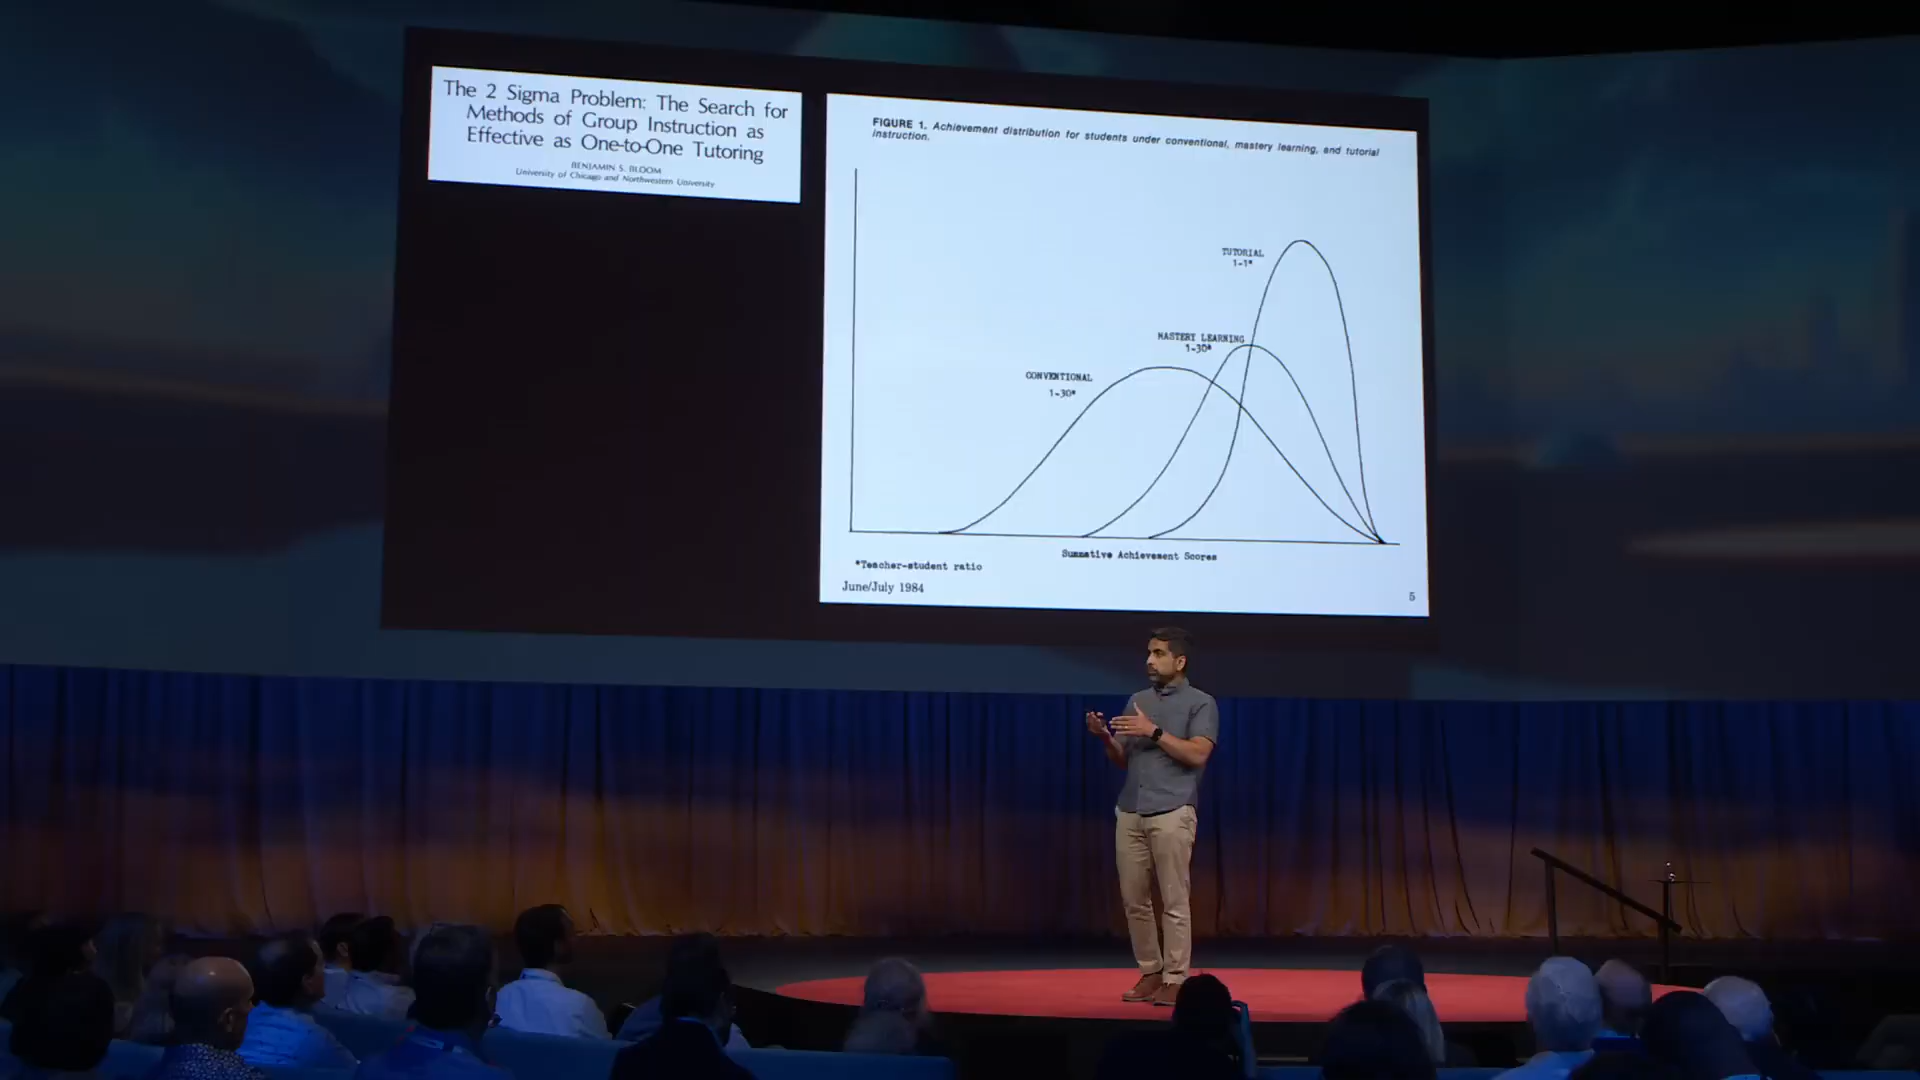 The 2 Sigma Problem: The Search for
Methods of Group Instruction as
Effective as One-to-One Tutoring
BENJAMIN S. BLOOM
University of Chicago and Northwestern University
FIGURE 1. Achievement distribution for students under conventional, mastery learning, and tutorial
instruction.
TUTORIAL
1-1*
MASTERY LEARNING
1-30*
CONVENTIONAL
1-30*
Summative Achievement Scores
*Teacher-student ratio
June/July 1984
5